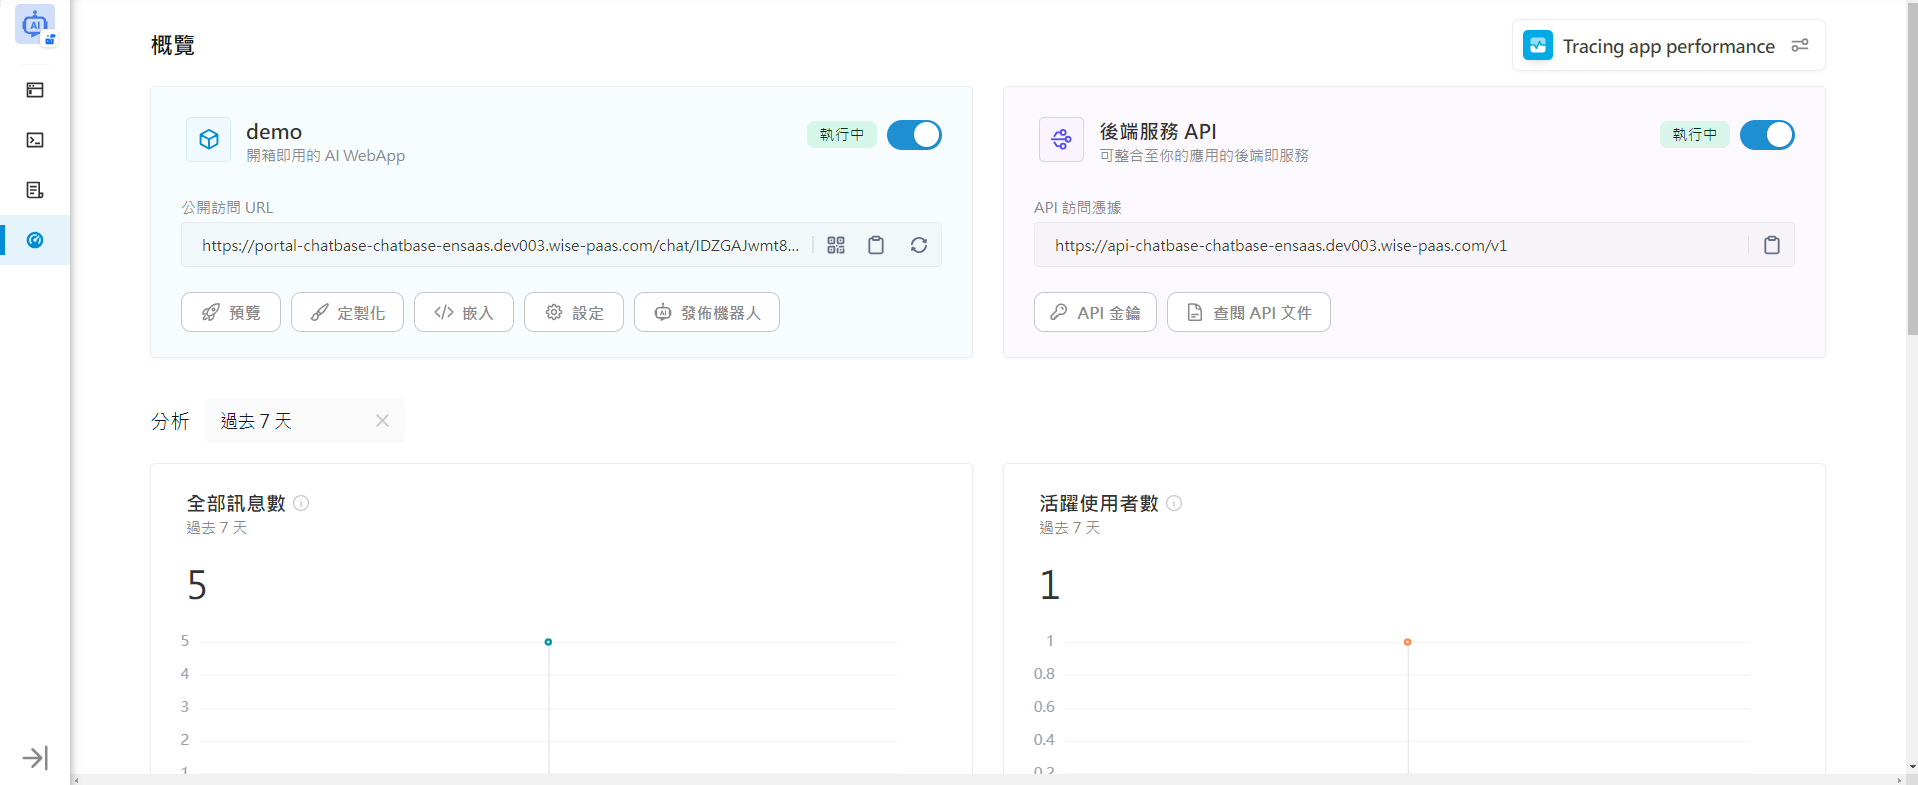 AI
概覽
Tracing app performance
demo
開箱即用的 AI WebApp
執行中
公開訪問 URL
https://portal-chatbase-chatbase-ensaas.dev003.wise-paas.com/chat/IDZGAJwmt8...
預覽
定製化
嵌入
設定
發佈機器人
後端服務 API
可整合至你的應用的後端即服務
執行中
API 訪問憑據
https://api-chatbase-chatbase-ensaas.dev003.wise-paas.com/v1
API 金鑰
查閱 API 文件
分析
過去 7 天
全部訊息數
過去 7 天
5
5
4
3
2
1
活躍使用者數
過去 7 天
1
1
0.8
0.6
0.4
0.2